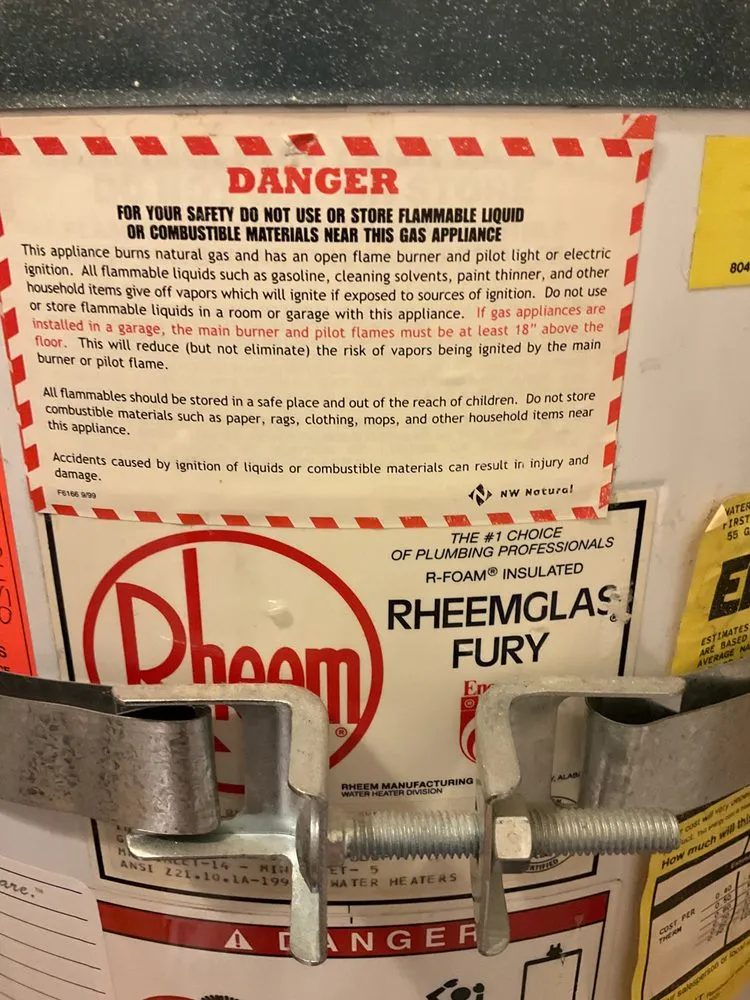 DANGER
FOR YOUR SAFETY DO NOT USE OR STORE FLAMMABLE LIQUID
OR COMBUSTIBLE MATERIALS NEAR THIS GAS APPLIANCE
This appliance burns natural gas and has an open flame burner and pilot light or electric
ignition. All flammable liquids such as gasoline, cleaning solvents, paint thinner, and other
household items give off vapors which will ignite if exposed to sources of ignition. Do not use
or store flammable liquids in a room or garage with this appliance. If gas appliances are
installed in a garage, the main burner and pilot flames must be at least 18" above the
floor. This will reduce (but not eliminate) the risk of vapors being ignited by the main
burner or pilot flame.
All flammables should be stored in a safe place and out of the reach of children. Do not store
combustible materials such as paper, rags, clothing, mops, and other household items near
this appliance.
Accidents caused by ignition of liquids or combustible materials can result in injury and
damage.
F6166 9/99
NW Natural
804
THE #1 CHOICE
OF PLUMBING PROFESSIONALS
R-FOAM® INSULATED
RHEEMGLAS®
FURY
Rheem®
RHEEM MANUFACTURING
WATER HEATER DIVISION
ANSI Z21.10.1A-199
WATER HEATERS
DANGER
55 G
ESTIMATES
ARE BASED
AVERAGE NA
How much will thi
COST PER
THERM
are.™